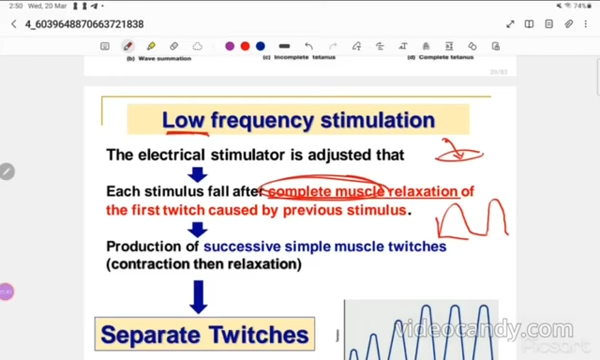 2:50 Wed, 20 Mar
74%
4_6039648870663721838
(b) Wave summation
(c) Incomplete tetanus
(d) Complete tetanus
Low frequency stimulation
The electrical stimulator is adjusted that
Each stimulus fall after complete muscle relaxation of
the first twitch caused by previous stimulus.
Production of successive simple muscle twitches
(contraction then relaxation)
Separate Twitches
videocandy.com
Picsart